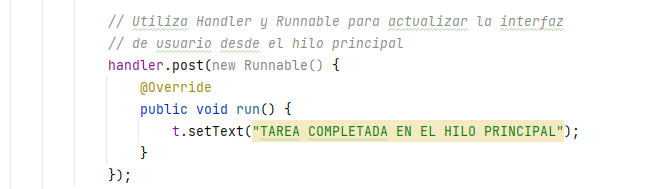 // Utiliza Handler y Runnable para actualizar la interfaz
// de usuario desde el hilo principal
handler.post(new Runnable() {
@Override
public void run() {
t.setText("TAREA COMPLETADA EN EL HILO PRINCIPAL");
}
});